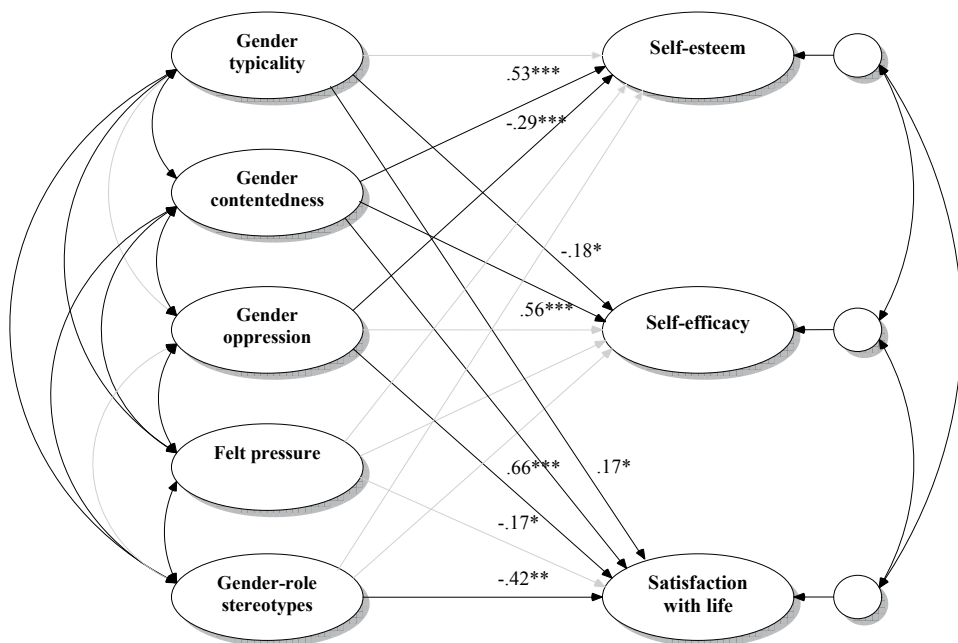 Gender
typicality
Self-esteem
.53***
-.29***
Gender
contentedness
-.18*
.56***
Gender
oppression
Self-efficacy
Felt pressure
.66***
.17*
-.17*
-.42**
Gender-role
stereotypes
Satisfaction
with life